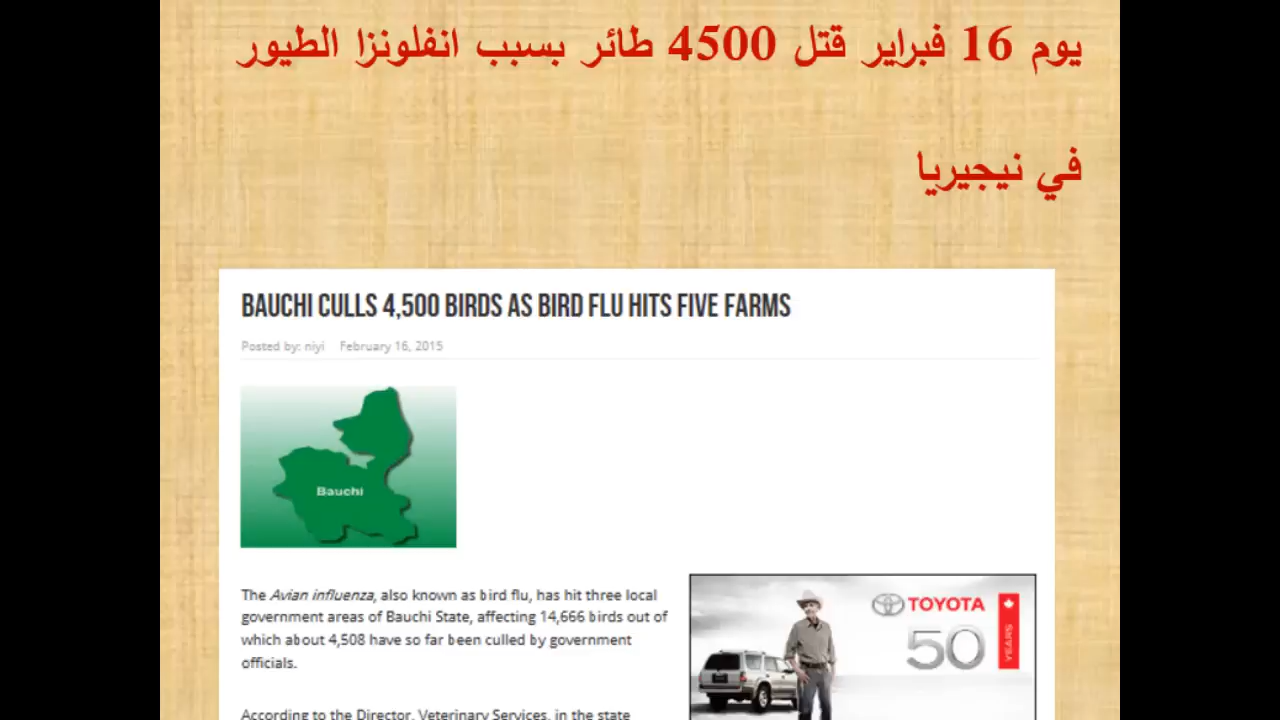 يوم 16 فبراير قتل 4500 طائر بسبب انفلونزا الطيور
في نيجيريا
BAUCHI CULLS 4,500 BIRDS AS BIRD FLU HITS FIVE FARMS
Posted by: niyi February 16, 2015
Bauchi
The Avian influenza, also known as bird flu, has hit three local
government areas of Bauchi State, affecting 14,666 birds out of
which about 4,508 have so far been culled by government
officials.
According to the Director, Veterinary Services, in the state
TOYOTA
50
YEARS